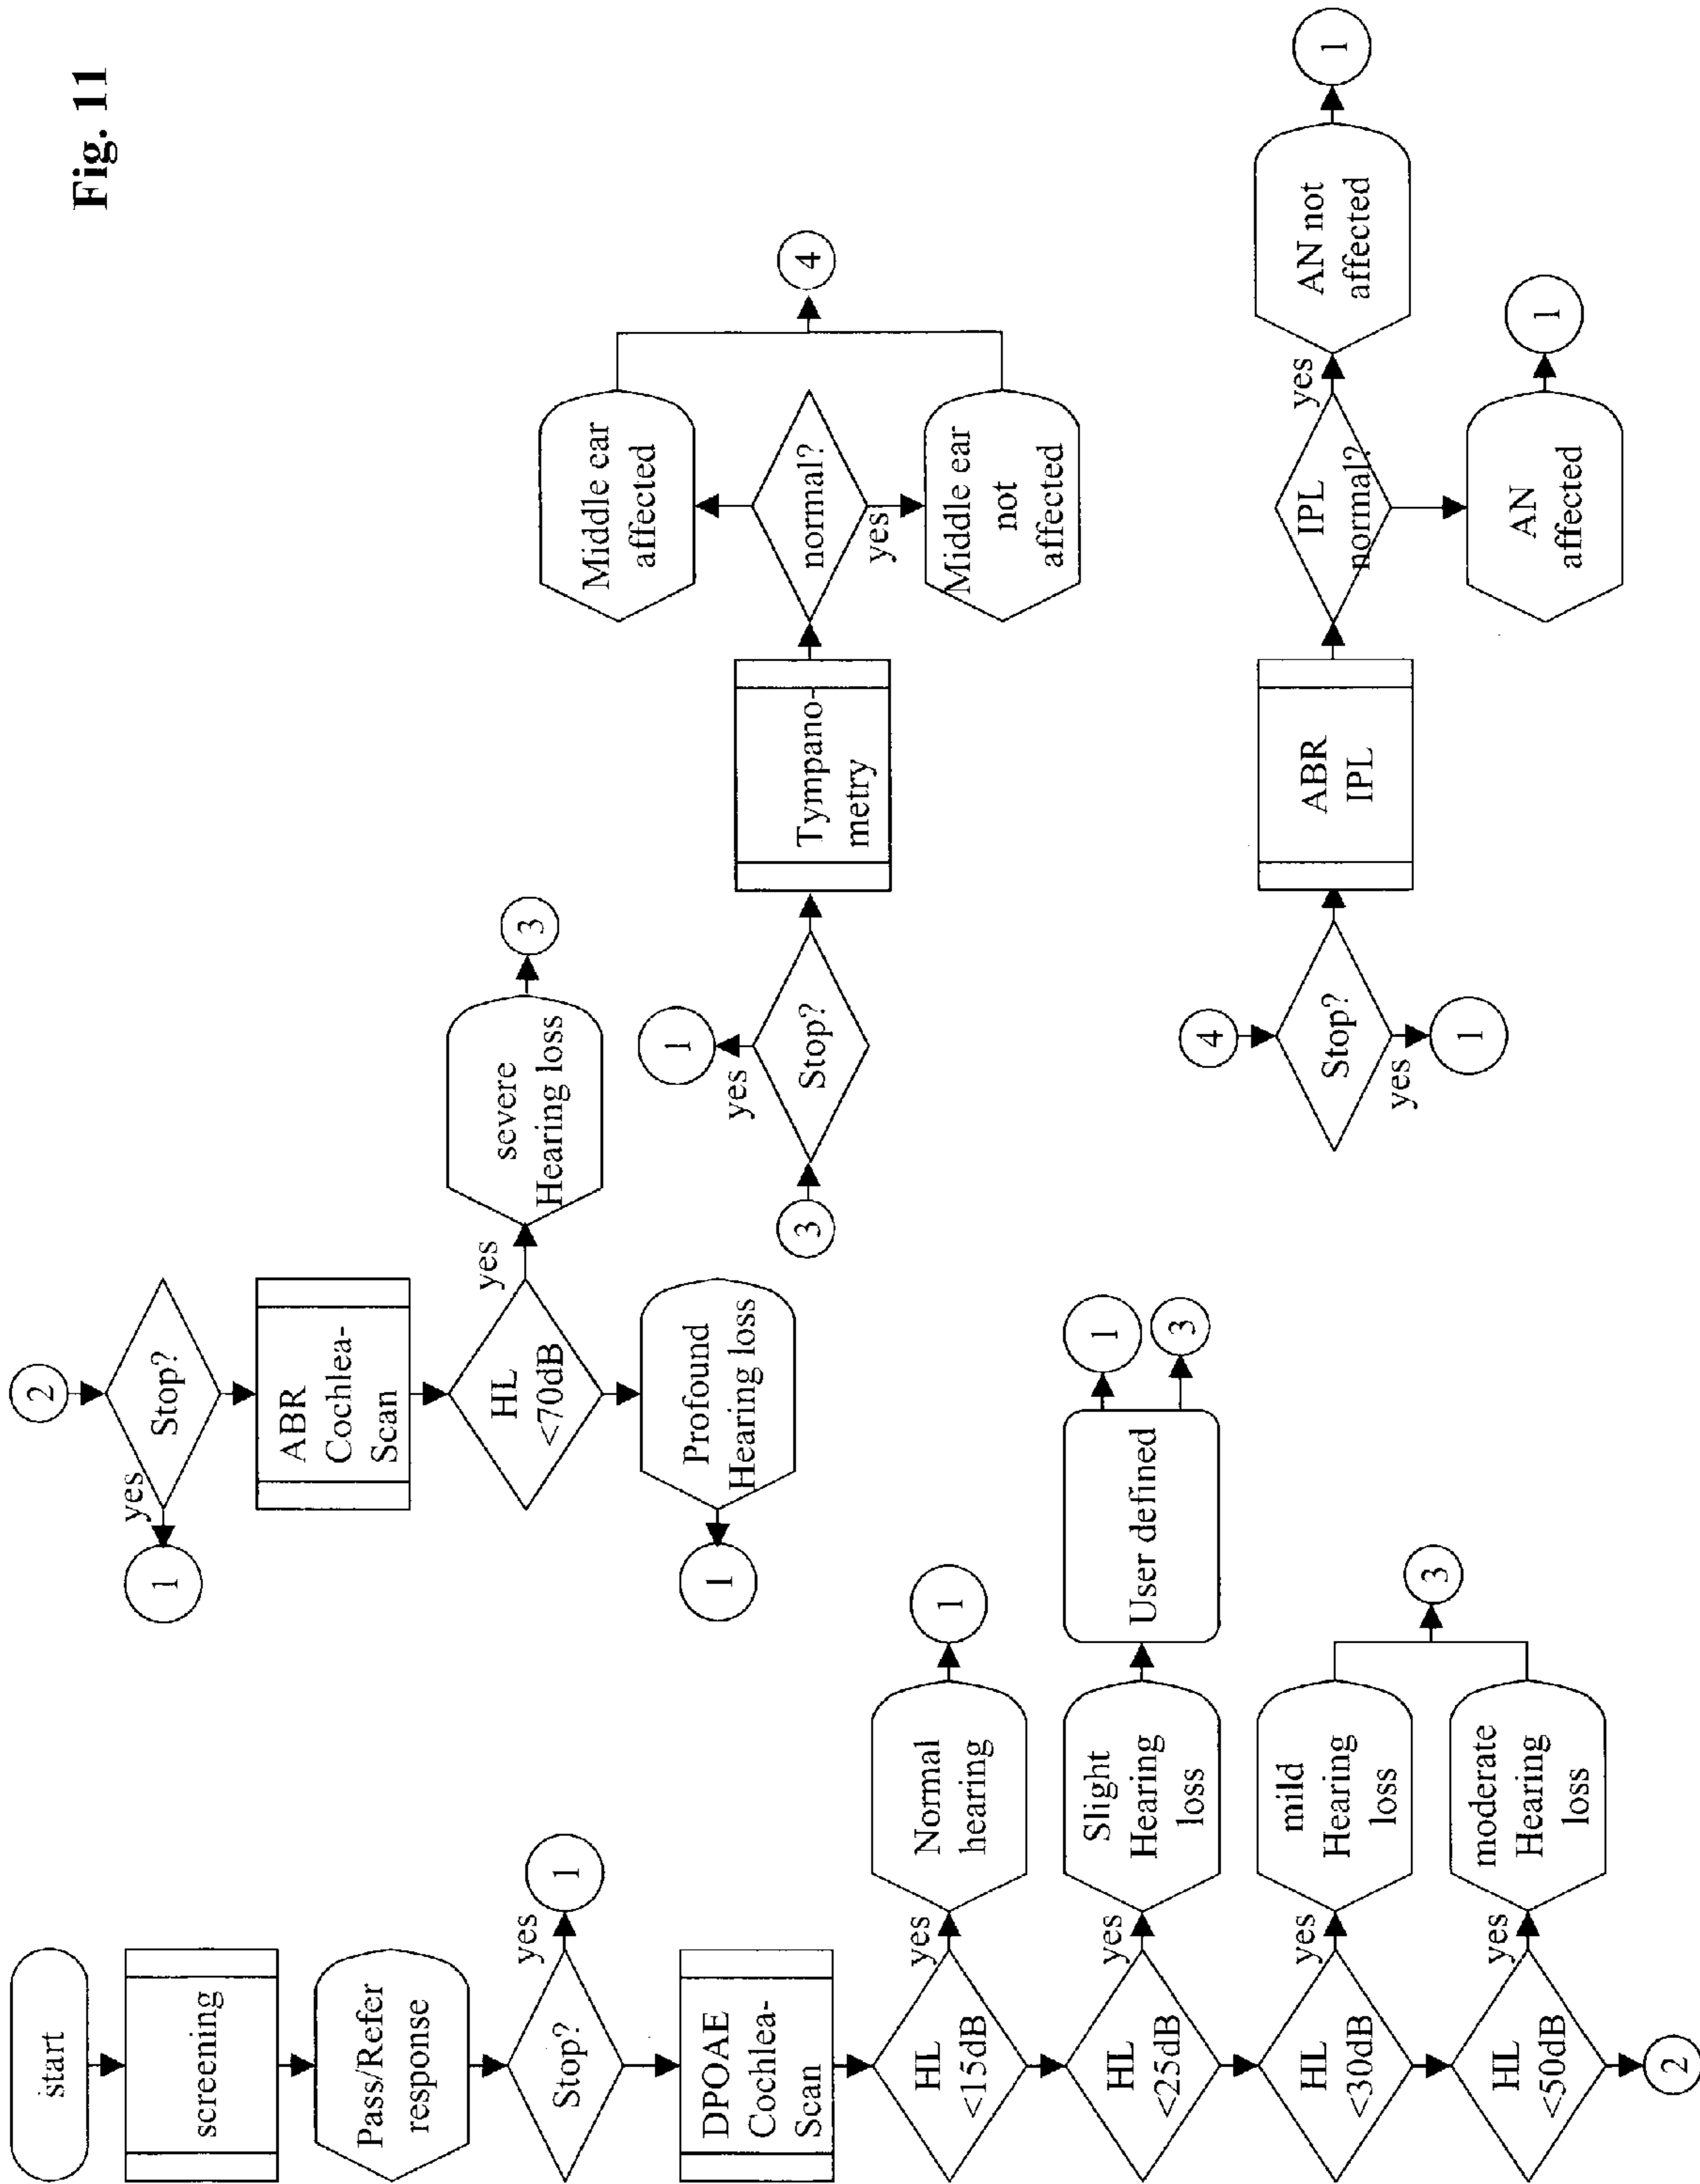 Fig. 11
start
screening
Pass/Refer
response
Stop?
yes
1
DPOAE
Cochlea-
Scan
HL
<15dB
yes
Normal
hearing
1
HL
<25dB
yes
Slight
Hearing
loss
User defined
1
3
HL
<30dB
yes
mild
Hearing
loss
HL
<50dB
yes
moderate
Hearing
loss
3
2
2
Stop?
yes
1
ABR
Cochlea-
Scan
HL
<70dB
yes
severe
Hearing loss
3
Profound
Hearing loss
1
3
Stop?
yes
1
Tympano-
metry
normal?
yes
Middle ear
affected
Middle ear
not
affected
4
4
Stop?
yes
1
ABR
IPL
IPL
normal?
yes
AN not
affected
1
AN
affected
1